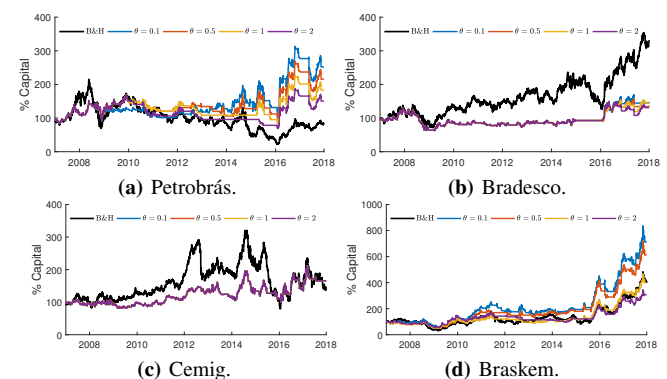 B&H θ = 0.1 θ = 0.5 θ = 1 θ = 2
% Capital
400
300
200
100
0
2008 2010 2012 2014 2016 2018
(a) Petrobrás.
B&H θ = 0.1 θ = 0.5 θ = 1 θ = 2
% Capital
400
300
200
100
0
2008 2010 2012 2014 2016 2018
(b) Bradesco.
B&H θ = 0.1 θ = 0.5 θ = 1 θ = 2
% Capital
400
300
200
100
0
2008 2010 2012 2014 2016 2018
(c) Cemig.
B&H θ = 0.1 θ = 0.5 θ = 1 θ = 2
% Capital
1000
800
600
400
200
0
2008 2010 2012 2014 2016 2018
(d) Braskem.